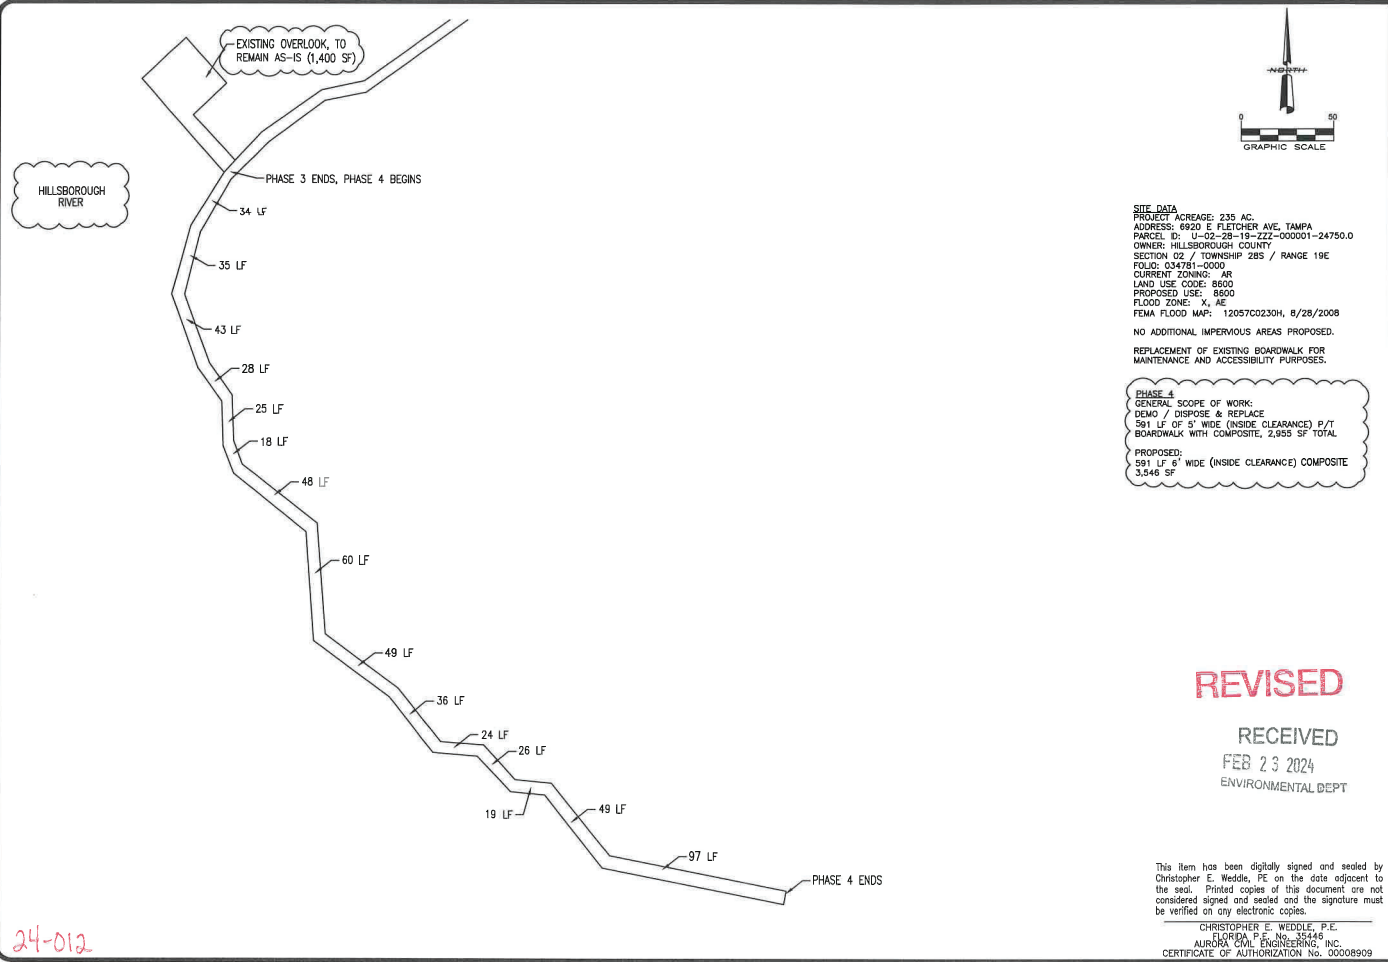 EXISTING OVERLOOK, TO
REMAIN AS-IS (1,400 SF)
NORTH
0 50
GRAPHIC SCALE
HILLSBOROUGH
RIVER
PHASE 3 ENDS, PHASE 4 BEGINS
34 LF
35 LF
43 LF
28 LF
25 LF
18 LF
48 LF
60 LF
49 LF
36 LF
24 LF
26 LF
19 LF
49 LF
97 LF
PHASE 4 ENDS
SITE DATA
PROJECT ACREAGE: 235 AC.
ADDRESS: 6920 E FLETCHER AVE, TAMPA
PARCEL ID: U-02-28-19-ZZZ-000001-24750.0
OWNER: HILLSBOROUGH COUNTY
SECTION 02 / TOWNSHIP 28S / RANGE 19E
FOLIO: 034781-0000
CURRENT ZONING: AR
LAND USE CODE: 8600
PROPOSED USE: 8600
FLOOD ZONE: X, AE
FEMA FLOOD MAP: 12057C0230H, 8/28/2008
NO ADDITIONAL IMPERVIOUS AREAS PROPOSED.
REPLACEMENT OF EXISTING BOARDWALK FOR
MAINTENANCE AND ACCESSIBILITY PURPOSES.
PHASE 4
GENERAL SCOPE OF WORK:
DEMO / DISPOSE & REPLACE
591 LF OF 5' WIDE (INSIDE CLEARANCE) P/T
BOARDWALK WITH COMPOSITE, 2,955 SF TOTAL
PROPOSED:
591 LF 6' WIDE (INSIDE CLEARANCE) COMPOSITE
3,546 SF
REVISED
RECEIVED
FEB 23 2024
ENVIRONMENTAL DEPT
This item has been digitally signed and sealed by
Christopher E. Weddle, PE on the date adjacent to
the seal. Printed copies of this document are not
considered signed and sealed and the signature must
be verified on any electronic copies.
CHRISTOPHER E. WEDDLE, P.E.
FLORIDA P.E. No. 35446
AURORA CIVIL ENGINEERING, INC.
CERTIFICATE OF AUTHORIZATION No. 00008909
24-012